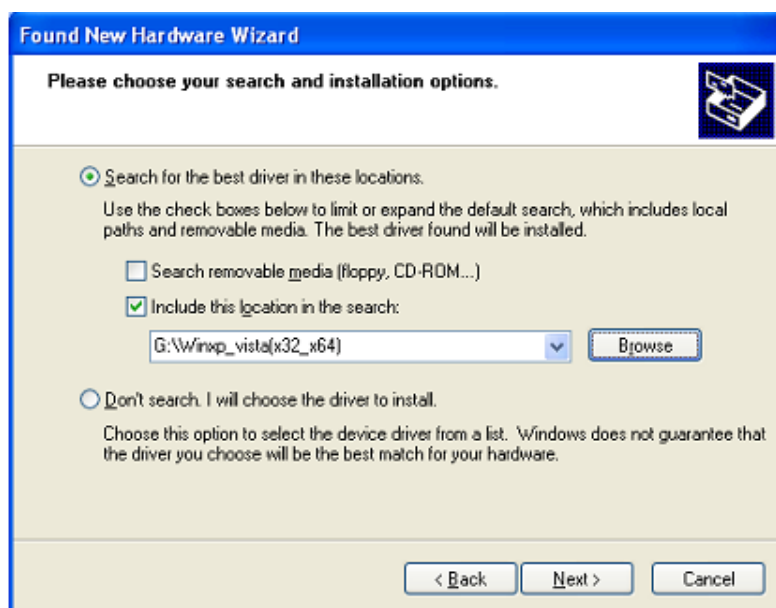 Found New Hardware Wizard
Please choose your search and installation options.
Search for the best driver in these locations.
Use the check boxes below to limit or expand the default search, which includes local
paths and removable media. The best driver found will be installed.
Search removable media (floppy, CD-ROM...)
Include this location in the search:
G:\Winxp_vista(x32_x64)
Browse
Don't search. I will choose the driver to install.
Choose this option to select the device driver from a list. Windows does not guarantee that
the driver you choose will be the best match for your hardware.
< Back
Next >
Cancel